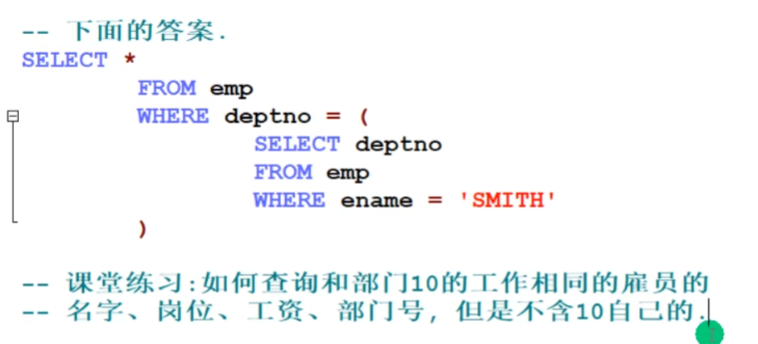 -- 下面的答案.
SELECT *
FROM emp
WHERE deptno = (
SELECT deptno
FROM emp
WHERE ename = 'SMITH'
)
-- 课堂练习:如何查询和部门10的工作相同的雇员的
-- 名字、岗位、工资、部门号, 但是不含10自己的.